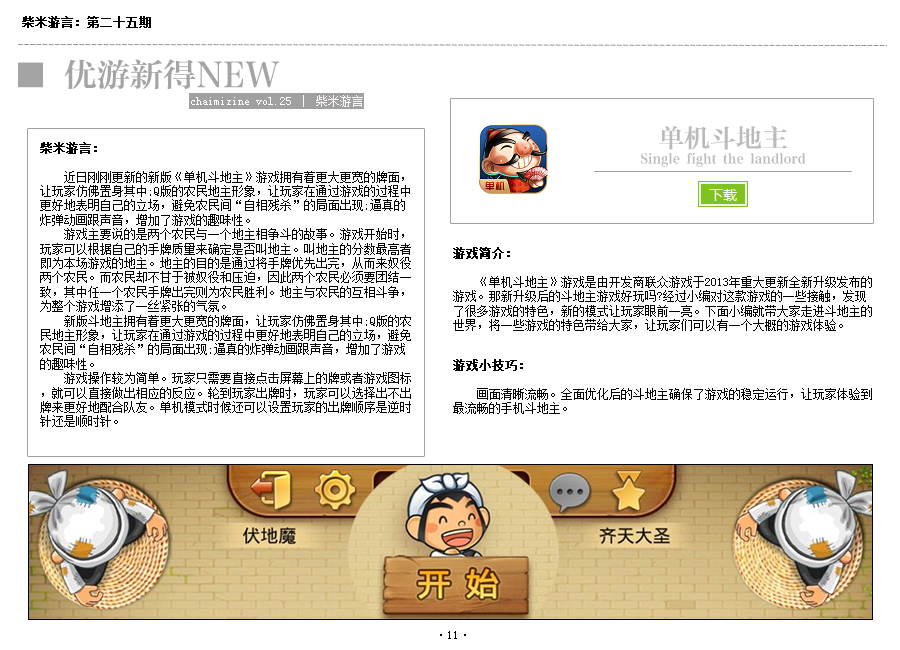 柴米游言：第二十五期
优游新得NEW
chaimizine vol.25 | 柴米游言
柴米游言：
近日刚刚更新的新版《单机斗地主》游戏拥有着更大更宽的牌面，
让玩家仿佛置身其中;Q版的农民地主形象，让玩家在通过游戏的过程中
更好地表明自己的立场，避免农民间“自相残杀”的局面出现;逼真的
炸弹动画跟声音，增加了游戏的趣味性。
游戏主要说的是两个农民与一个地主相争斗的故事。游戏开始时，
玩家可以根据自己的手牌质量来确定是否叫地主。叫地主的分数最高者
即为本场游戏的地主。地主的目的是通过将手牌优先出完，从而来奴役
两个农民。而农民却不甘于被奴役和压迫，因此两个农民必须要团结一
致，其中任一个农民手牌出完则为农民胜利。地主与农民的互相斗争，
为整个游戏增添了一丝紧张的气氛。
新版斗地主拥有着更大更宽的牌面，让玩家仿佛置身其中;Q版的农
民地主形象，让玩家在通过游戏的过程中更好地表明自己的立场，避免
农民间“自相残杀”的局面出现;逼真的炸弹动画跟声音，增加了游戏
的趣味性。
游戏操作较为简单。玩家只需要直接点击屏幕上的牌或者游戏图标
，就可以直接做出相应的反应。轮到玩家出牌时，玩家可以选择出不出
牌来更好地配合队友。单机模式时候还可以设置玩家的出牌顺序是逆时
针还是顺时针。
单机
单机斗地主
Single fight the landlord
下载
游戏简介：
《单机斗地主》游戏是由开发商联众游戏于2013年重大更新全新升级发布的
游戏。那新升级后的斗地主游戏好玩吗?经过小编对这款游戏的一些接触，发现
了很多游戏的特色，新的模式让玩家眼前一亮。下面小编就带大家走进斗地主的
世界，将一些游戏的特色带给大家，让玩家们可以有一个大概的游戏体验。
游戏小技巧：
画面清晰流畅。全面优化后的斗地主确保了游戏的稳定运行，让玩家体验到
最流畅的手机斗地主。
伏地魔
齐天大圣
开始
·11·